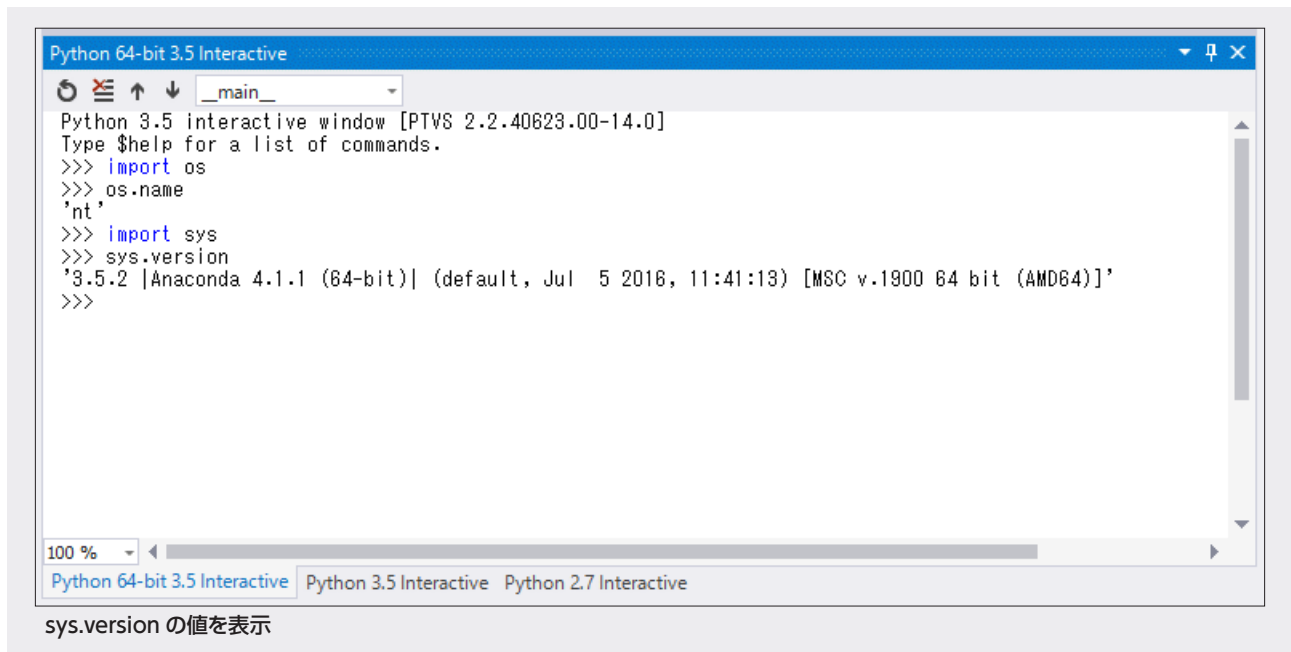 Python 64-bit 3.5 Interactive
__main__
Python 3.5 interactive window [PTVS 2.2.40623.00-14.0]
Type $help for a list of commands.
>>> import os
>>> os.name
'nt'
>>> import sys
>>> sys.version
'3.5.2 |Anaconda 4.1.1 (64-bit)| (default, Jul  5 2016, 11:41:13) [MSC v.1900 64 bit (AMD64)]'
>>>
100 %
Python 64-bit 3.5 Interactive Python 3.5 Interactive Python 2.7 Interactive
sys.version の値を表示